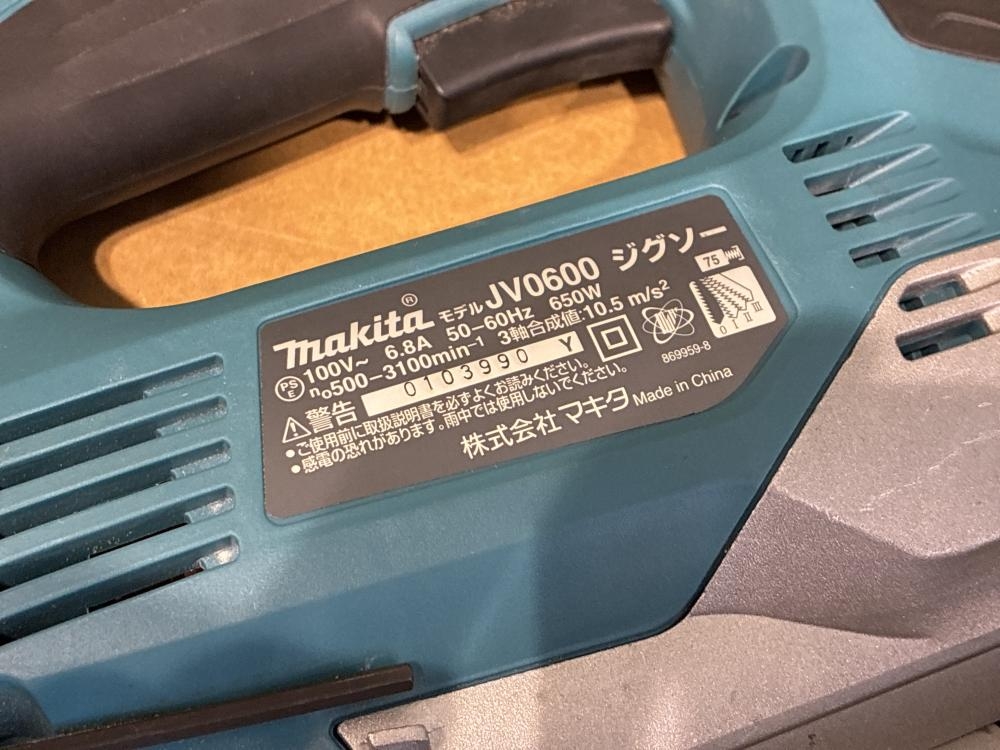 makita® モデル JV0600 ジグソー
100V~ 6.8A 50-60Hz 650W
n₀500-3100min⁻¹ 3軸合成値:10.5 m/s²
PSE
0103990 Y
75
0 I II III
869959-8
警告
•ご使用前に取扱説明書を必ずよくお読みください。
•感電の恐れがあります。雨中では使用しないでください。
株式会社 マキタ Made in China